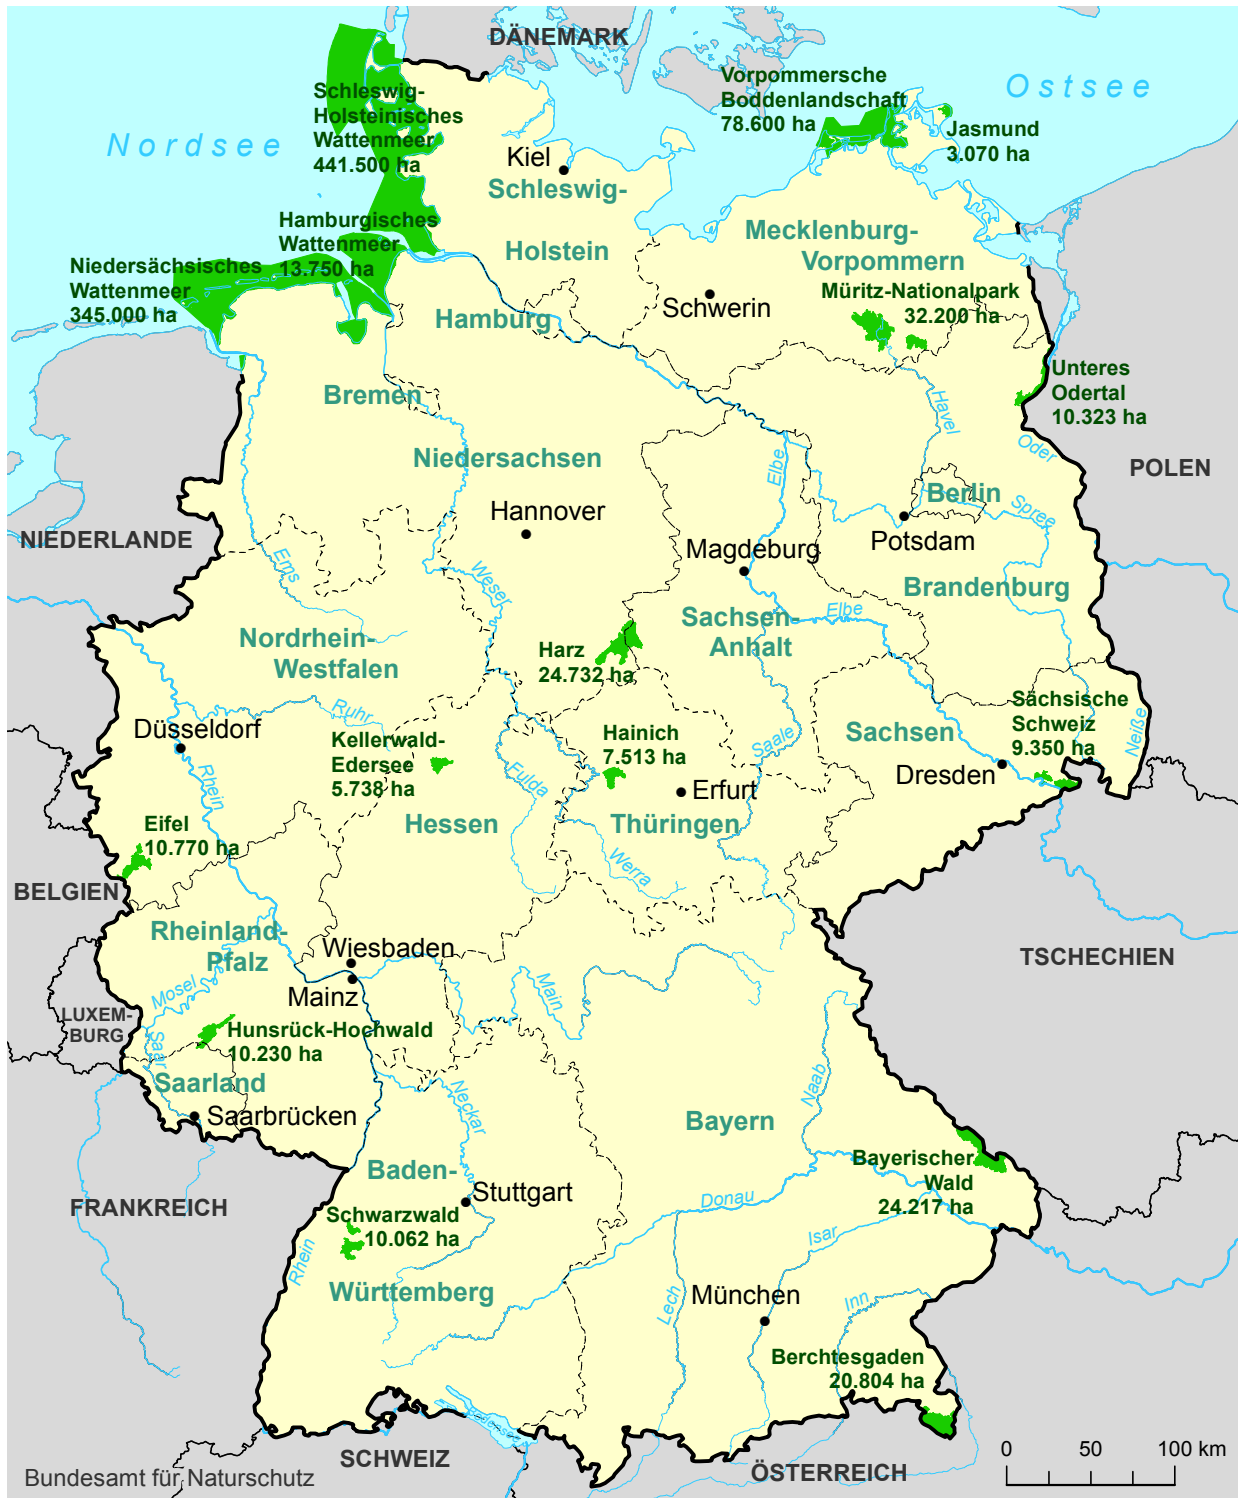 DÄNEMARK
Nordsee
Ostsee
Schleswig-
Holsteinisches
Wattenmeer
441.500 ha
Vorpommersche
Boddenlandschaft
78.600 ha
Jasmund
3.070 ha
Kiel
Schleswig-
Holstein
Hamburgisches
Wattenmeer
13.750 ha
Niedersächsisches
Wattenmeer
345.000 ha
Mecklenburg-
Vorpommern
Schwerin
Müritz-Nationalpark
32.200 ha
Hamburg
Bremen
Unteres
Odertal
10.323 ha
Havel
Oder
POLEN
Niedersachsen
Elbe
Berlin
Spree
Hannover
NIEDERLANDE
Potsdam
Magdeburg
Ems
Weser
Brandenburg
Elbe
Sachsen-
Anhalt
Nordrhein-
Westfalen
Harz
24.732 ha
Ruhr
Düsseldorf
Rhein
Kellerwald-
Edersee
5.738 ha
Fulda
Hainich
7.513 ha
Saale
Sachsen
Sächsische
Schweiz
9.350 ha
Neiße
Dresden
Erfurt
Hessen
Thüringen
Werra
Eifel
10.770 ha
BELGIEN
Rheinland-
Pfalz
Wiesbaden
Mainz
Main
TSCHECHIEN
Mosel
LUXEM-
BURG
Saar
Hunsrück-Hochwald
10.230 ha
Saarland
Saarbrücken
Neckar
Naab
Bayern
Baden-
Stuttgart
FRANKREICH
Bayerischer
Wald
24.217 ha
Donau
Schwarzwald
10.062 ha
Isar
Rhein
Württemberg
Lech
München
Inn
Berchtesgaden
20.804 ha
Bodensee
SCHWEIZ
ÖSTERREICH
0 50 100 km
Bundesamt für Naturschutz